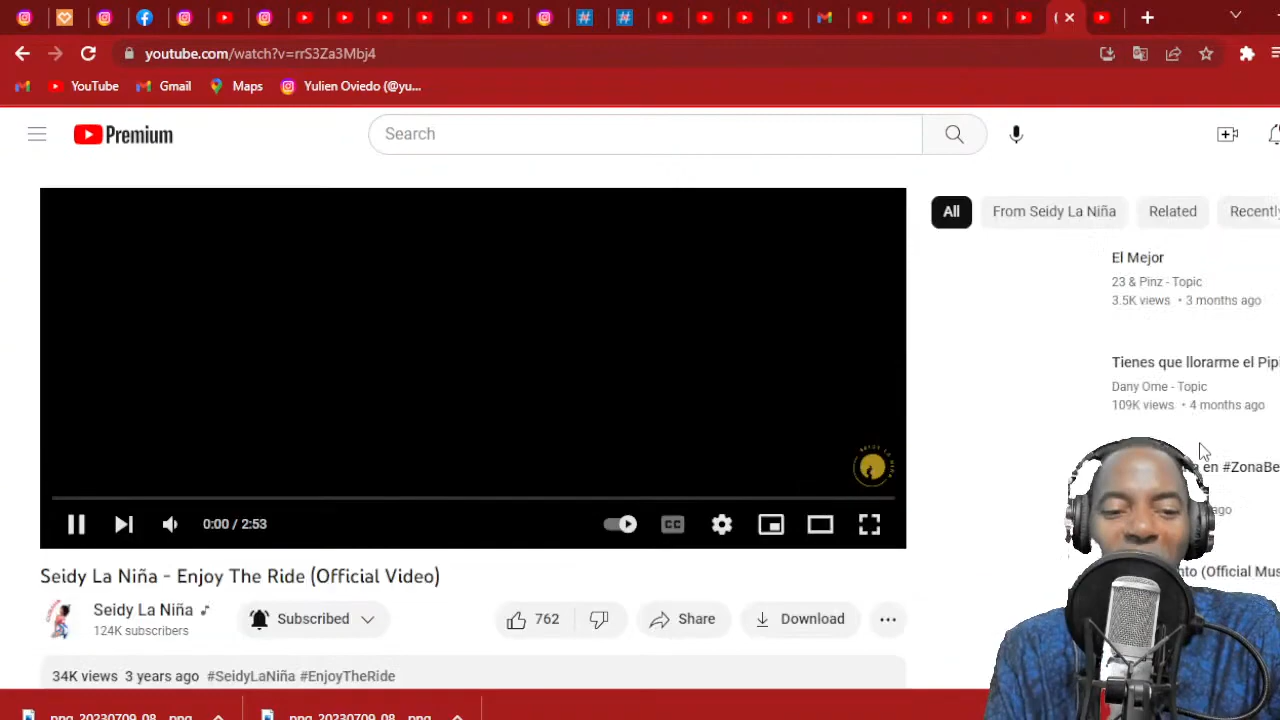 youtube.com/watch?v=rrS3Za3Mbj4
YouTube
Gmail
Maps
Yulien Oviedo (@yu...
Premium
Search
All
From Seidy La Niña
Related
Recently
El Mejor
23 & Pinz - Topic
3.5K views • 3 months ago
Tienes que llorarme el Pip
Dany Ome - Topic
109K views • 4 months ago
en #ZonaBe
ago
(Official Mus
SEIDY LA NIÑA
0:00 / 2:53
CC
Seidy La Niña - Enjoy The Ride (Official Video)
Seidy La Niña
124K subscribers
Subscribed
762
Share
Download
34K views 3 years ago #SeidyLaNiña #EnjoyTheRide
png_20230709_08....png
png_20230709_08....png